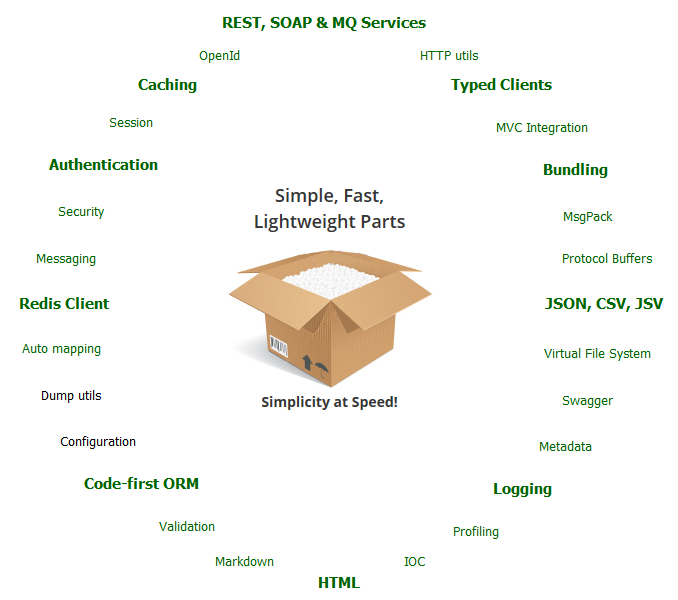 REST, SOAP & MQ Services
OpenId
HTTP utils
Caching
Typed Clients
Session
MVC Integration
Authentication
Bundling
Simple, Fast,
Lightweight Parts
Security
MsgPack
Messaging
Protocol Buffers
Redis Client
JSON, CSV, JSV
Auto mapping
Virtual File System
Dump utils
Simplicity at Speed!
Swagger
Configuration
Metadata
Code-first ORM
Logging
Validation
Profiling
Markdown
IOC
HTML